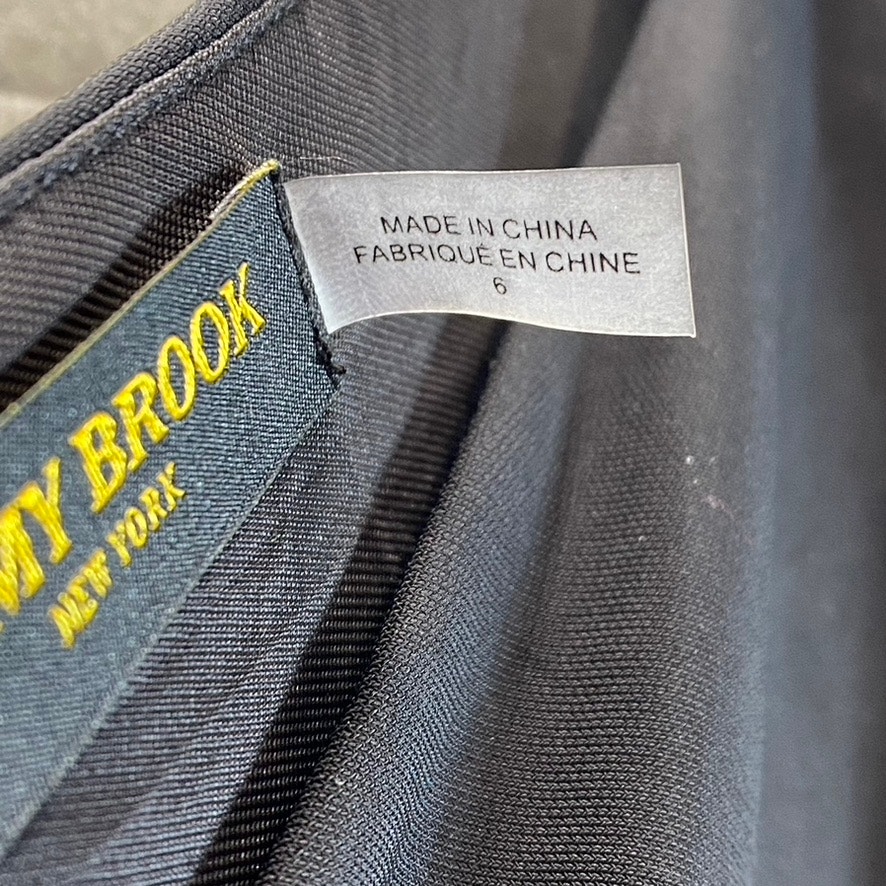 MY BROOK
NEW YORK
MADE IN CHINA
FABRIQUÉ EN CHINE
6